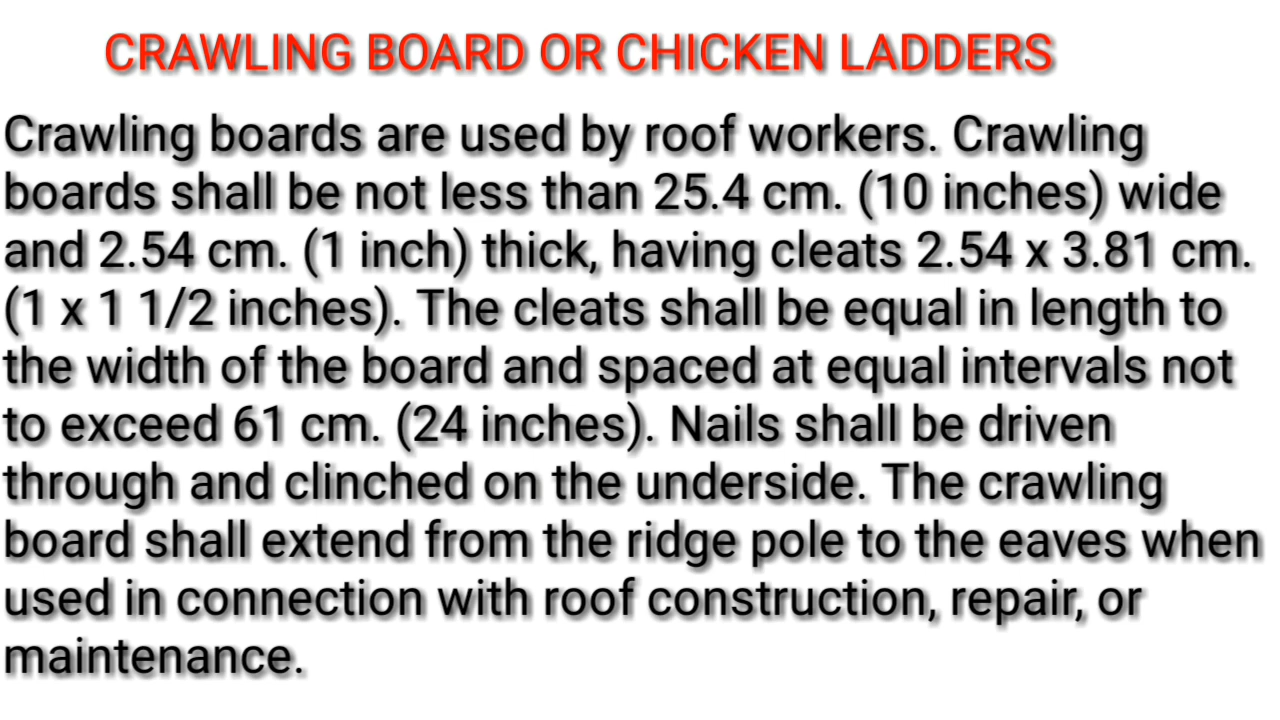 CRAWLING BOARD OR CHICKEN LADDERS
Crawling boards are used by roof workers. Crawling
boards shall be not less than 25.4 cm. (10 inches) wide
and 2.54 cm. (1 inch) thick, having cleats 2.54 x 3.81 cm.
(1 x 1 1/2 inches). The cleats shall be equal in length to
the width of the board and spaced at equal intervals not
to exceed 61 cm. (24 inches). Nails shall be driven
through and clinched on the underside. The crawling
board shall extend from the ridge pole to the eaves when
used in connection with roof construction, repair, or
maintenance.